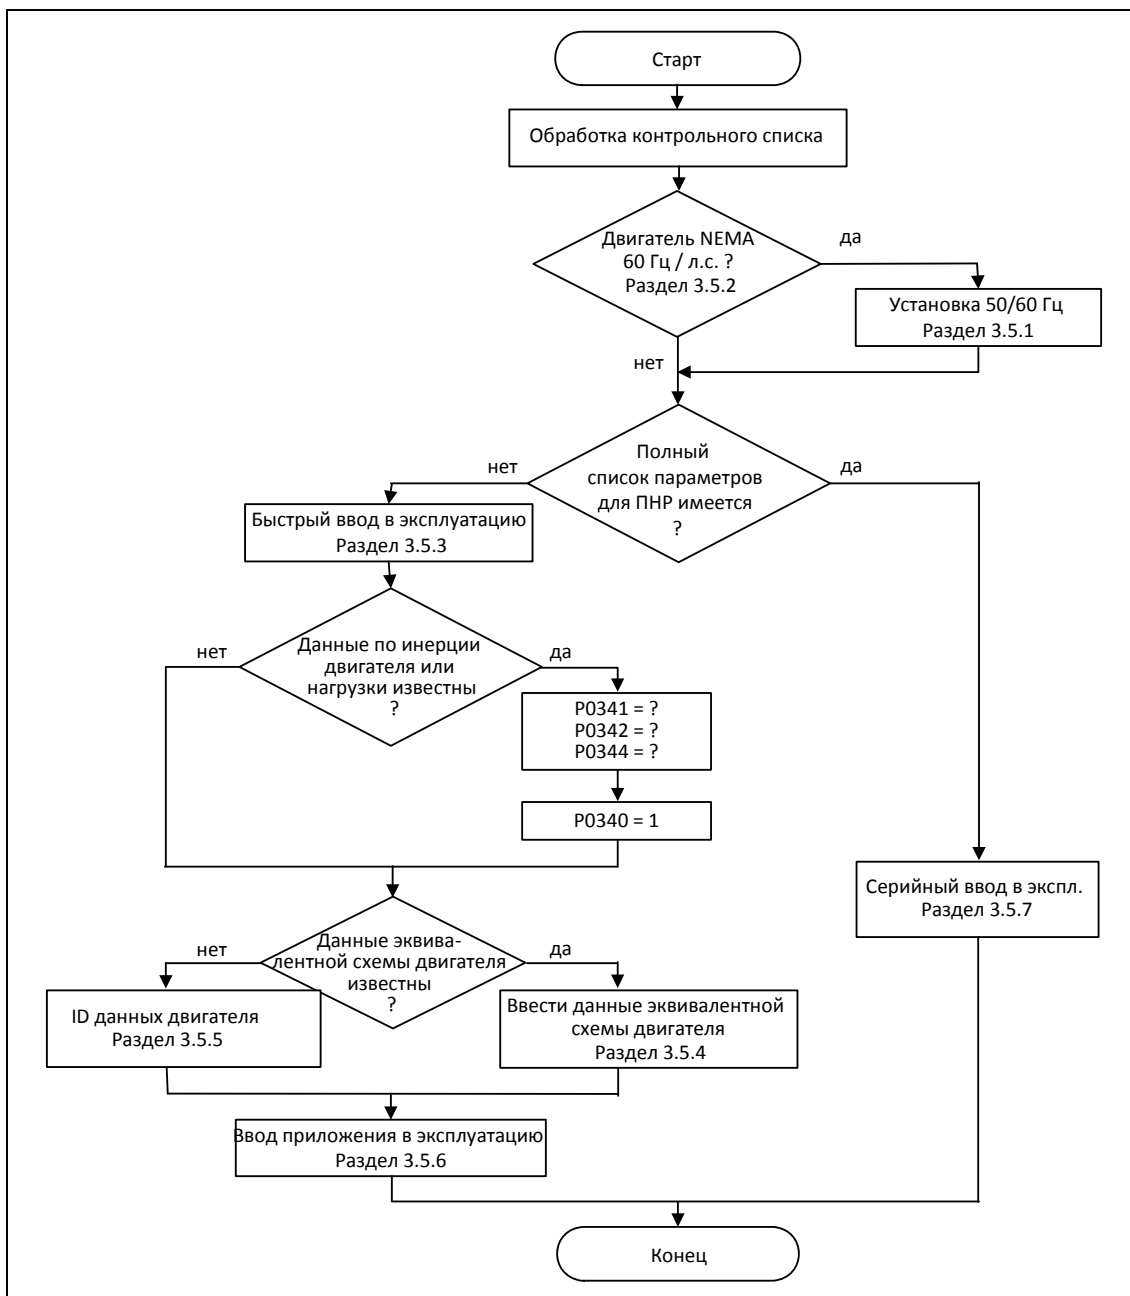 Старт
Обработка контрольного списка
Двигатель NEMA
60 Гц / л.с. ?
Раздел 3.5.2
да
Установка 50/60 Гц
Раздел 3.5.1
нет
Полный
список параметров
для ПНР имеется
?
нет
да
Быстрый ввод в эксплуатацию
Раздел 3.5.3
Данные по инерции
двигателя или
нагрузки известны
?
нет
да
P0341 = ?
P0342 = ?
P0344 = ?
P0340 = 1
Серийный ввод в экспл.
Раздел 3.5.7
Данные эквива-
лентной схемы двигателя
известны
?
нет
да
ID данных двигателя
Раздел 3.5.5
Ввести данные эквивалентной
схемы двигателя
Раздел 3.5.4
Ввод приложения в эксплуатацию
Раздел 3.5.6
Конец